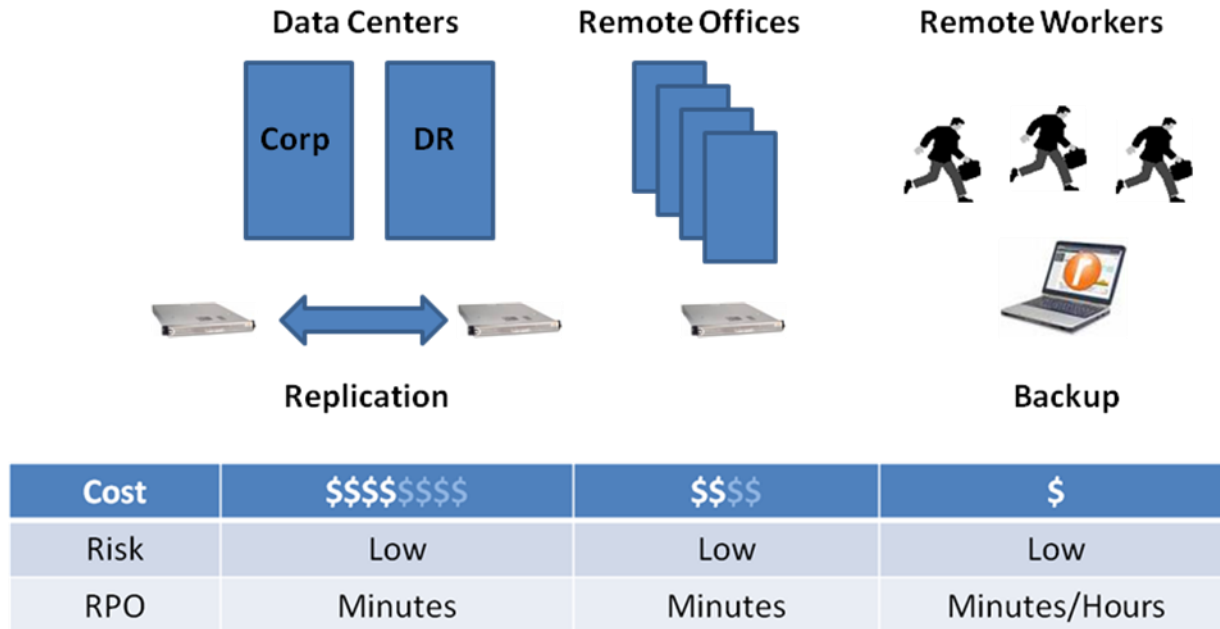 Data Centers Remote Offices Remote Workers
Corp DR
Replication Backup
Cost $$$$$$$$ $$$$ $
Risk Low Low Low
RPO Minutes Minutes Minutes/Hours